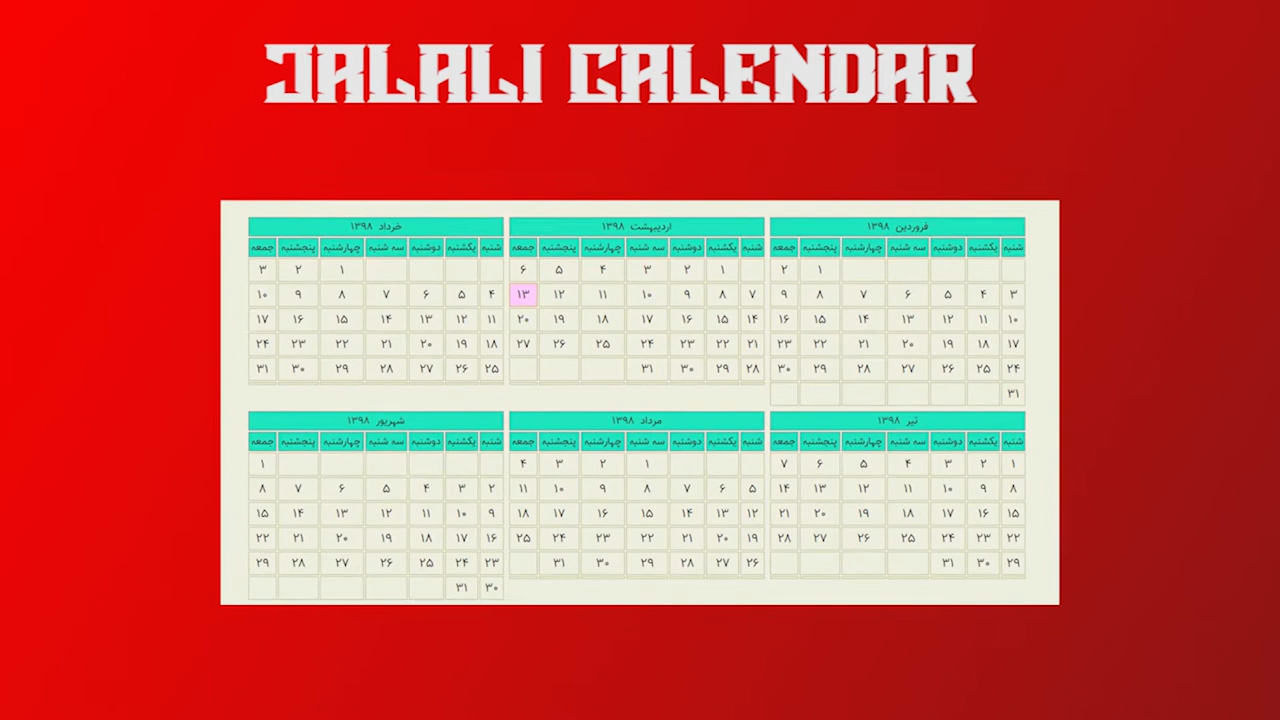 JALALI CALENDAR
فروردین ۱۳۹۸
شنبه یکشنبه دوشنبه سه شنبه چهارشنبه پنجشنبه جمعه
۱ ۲
۳ ۴ ۵ ۶ ۷ ۸ ۹
۱۰ ۱۱ ۱۲ ۱۳ ۱۴ ۱۵ ۱۶
۱۷ ۱۸ ۱۹ ۲۰ ۲۱ ۲۲ ۲۳
۲۴ ۲۵ ۲۶ ۲۷ ۲۸ ۲۹ ۳۰
۳۱
اردیبهشت ۱۳۹۸
شنبه یکشنبه دوشنبه سه شنبه چهارشنبه پنجشنبه جمعه
۱ ۲ ۳ ۴ ۵ ۶
۷ ۸ ۹ ۱۰ ۱۱ ۱۲ ۱۳
۱۴ ۱۵ ۱۶ ۱۷ ۱۸ ۱۹ ۲۰
۲۱ ۲۲ ۲۳ ۲۴ ۲۵ ۲۶ ۲۷
۲۸ ۲۹ ۳۰ ۳۱
خرداد ۱۳۹۸
شنبه یکشنبه دوشنبه سه شنبه چهارشنبه پنجشنبه جمعه
۱ ۲ ۳
۴ ۵ ۶ ۷ ۸ ۹ ۱۰
۱۱ ۱۲ ۱۳ ۱۴ ۱۵ ۱۶ ۱۷
۱۸ ۱۹ ۲۰ ۲۱ ۲۲ ۲۳ ۲۴
۲۵ ۲۶ ۲۷ ۲۸ ۲۹ ۳۰ ۳۱
تیر ۱۳۹۸
شنبه یکشنبه دوشنبه سه شنبه چهارشنبه پنجشنبه جمعه
۱ ۲ ۳ ۴ ۵ ۶ ۷
۸ ۹ ۱۰ ۱۱ ۱۲ ۱۳ ۱۴
۱۵ ۱۶ ۱۷ ۱۸ ۱۹ ۲۰ ۲۱
۲۲ ۲۳ ۲۴ ۲۵ ۲۶ ۲۷ ۲۸
۲۹ ۳۰ ۳۱
مرداد ۱۳۹۸
شنبه یکشنبه دوشنبه سه شنبه چهارشنبه پنجشنبه جمعه
۱ ۲ ۳ ۴
۵ ۶ ۷ ۸ ۹ ۱۰ ۱۱
۱۲ ۱۳ ۱۴ ۱۵ ۱۶ ۱۷ ۱۸
۱۹ ۲۰ ۲۱ ۲۲ ۲۳ ۲۴ ۲۵
۲۶ ۲۷ ۲۸ ۲۹ ۳۰ ۳۱
شهریور ۱۳۹۸
شنبه یکشنبه دوشنبه سه شنبه چهارشنبه پنجشنبه جمعه
۱
۲ ۳ ۴ ۵ ۶ ۷ ۸
۹ ۱۰ ۱۱ ۱۲ ۱۳ ۱۴ ۱۵
۱۶ ۱۷ ۱۸ ۱۹ ۲۰ ۲۱ ۲۲
۲۳ ۲۴ ۲۵ ۲۶ ۲۷ ۲۸ ۲۹
۳۰ ۳۱